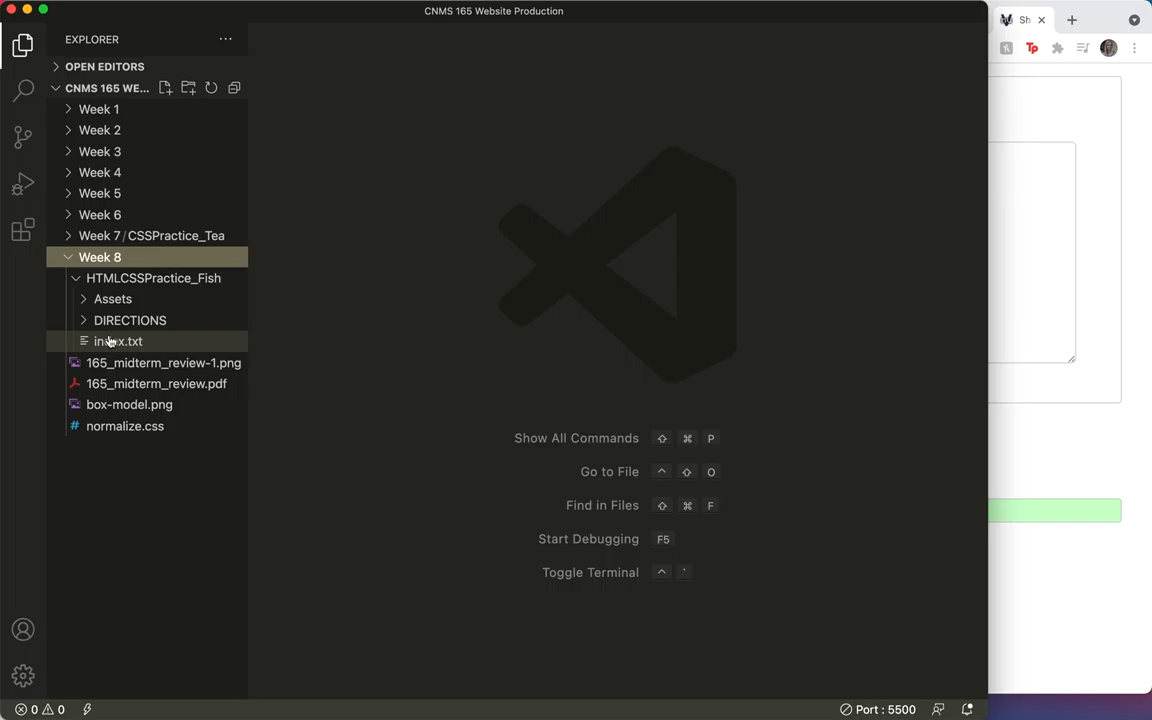 CNMS 165 Website Production
Sh
EXPLORER
OPEN EDITORS
CNMS 165 WE...
Week 1
Week 2
Week 3
Week 4
Week 5
Week 6
Week 7 / CSSPractice_Tea
Week 8
HTMLCSSPractice_Fish
Assets
DIRECTIONS
index.txt
165_midterm_review-1.png
165_midterm_review.pdf
box-model.png
# normalize.css
Show All Commands ⇧ ⌘ P
Go to File ^ ⇧ O
Find in Files ⇧ ⌘ F
Start Debugging F5
Toggle Terminal ^ `
0 0
Port : 5500
Tp